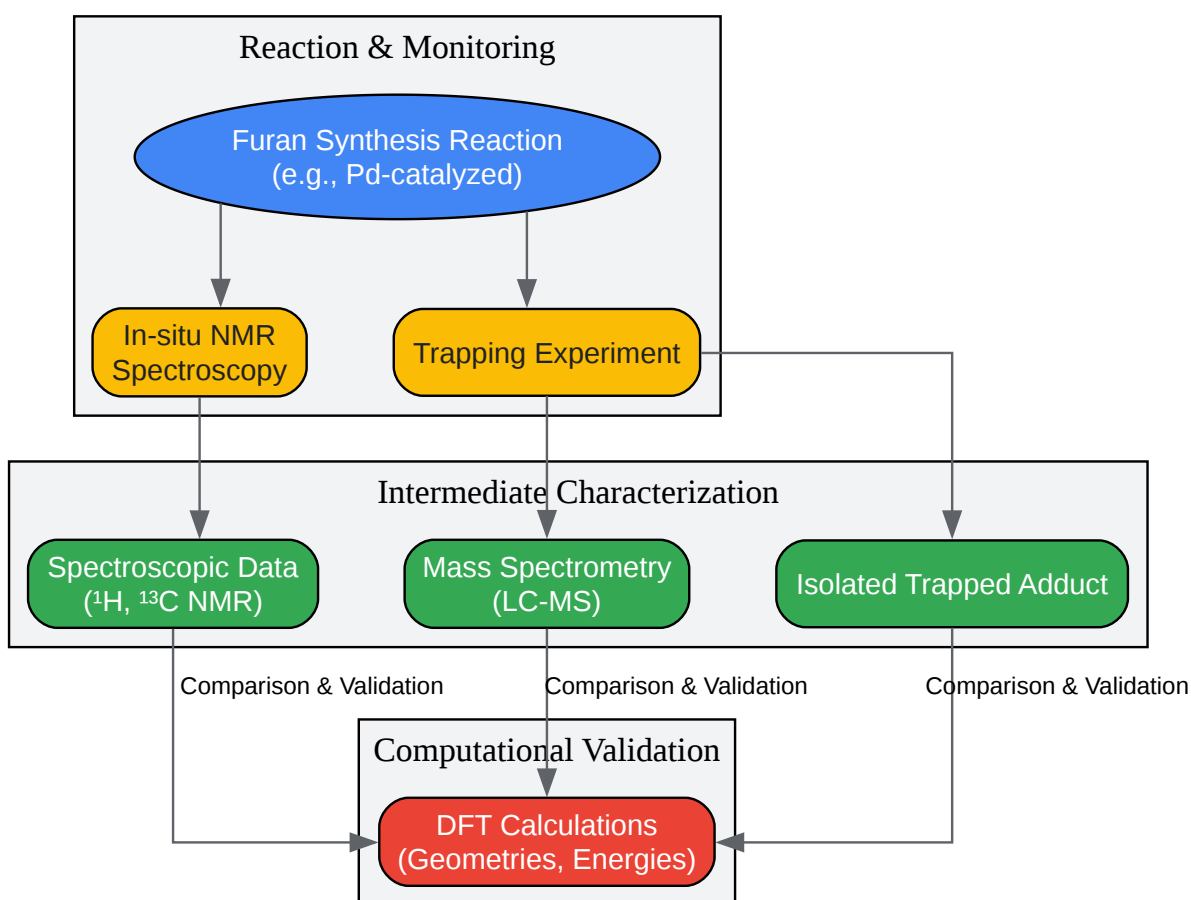 Reaction & Monitoring
Furan Synthesis Reaction
(e.g., Pd-catalyzed)
In-situ NMR
Spectroscopy
Trapping Experiment
Intermediate Characterization
Spectroscopic Data
(¹H, ¹³C NMR)
Mass Spectrometry
(LC-MS)
Isolated Trapped Adduct
Comparison & Validation
Comparison & Validation
Comparison & Validation
Computational Validation
DFT Calculations
(Geometries, Energies)